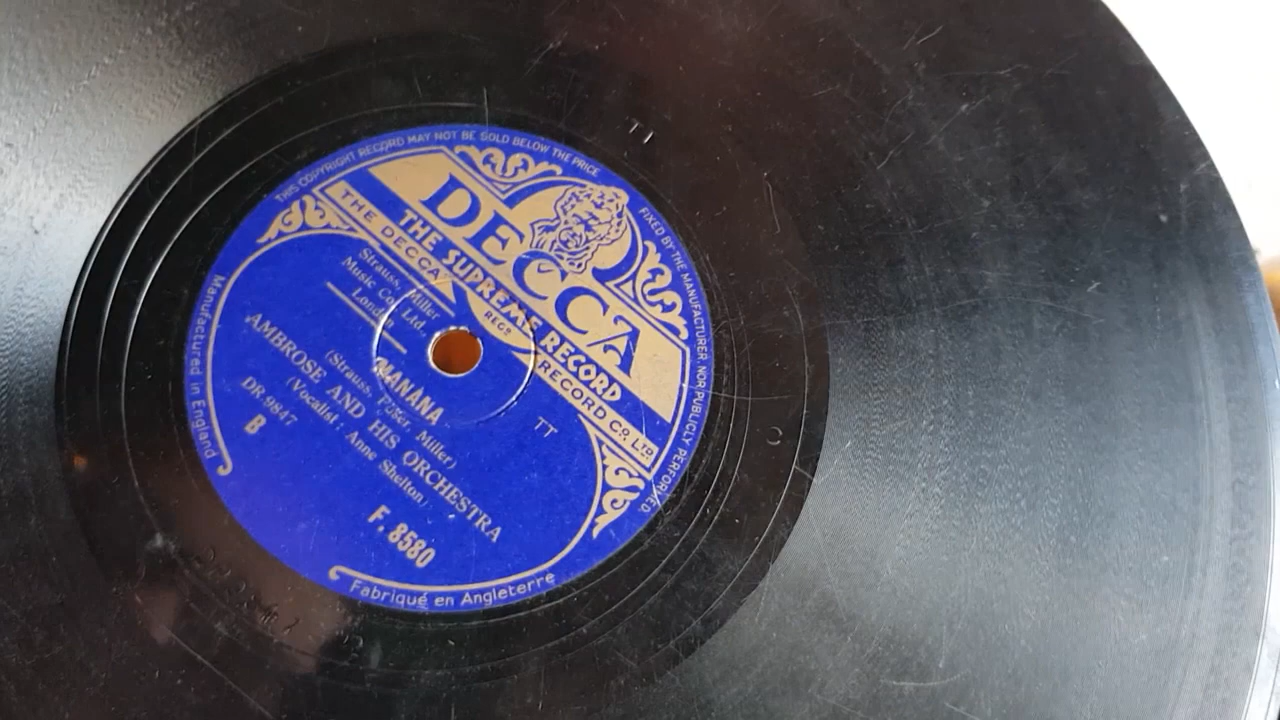 THIS COPYRIGHT RECORD MAY NOT BE SOLD BELOW THE PRICE
FIXED BY THE MANUFACTURER, NOR PUBLICLY PERFORMED.
DECCA
THE SUPREME RECORD
THE DECCA RECORD CO. LTD.
REGD
Strauss, Miller
Music Co. Ltd.
London
MANANA
(Strauss, Miller)
AMBROSE AND HIS ORCHESTRA
(Vocalist: Anne Shelton)
DR 9847
B
F. 8580
TT
T1
Manufactured in England
Fabriqué en Angleterre